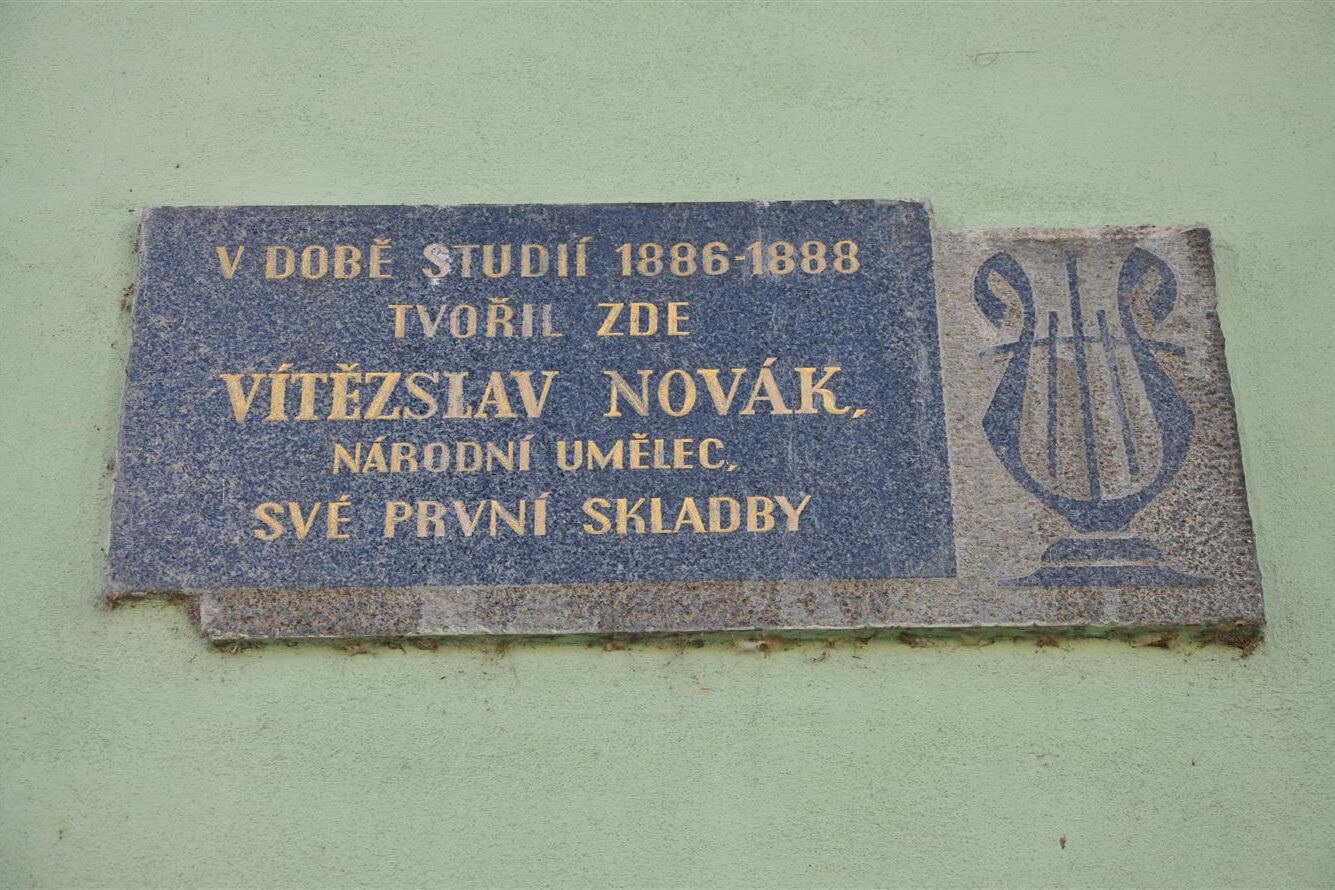 V DOBĚ STUDIÍ 1886-1888
TVOŘIL ZDE
VÍTĚZSLAV NOVÁK,
NÁRODNÍ UMĚLEC,
SVÉ PRVNÍ SKLADBY